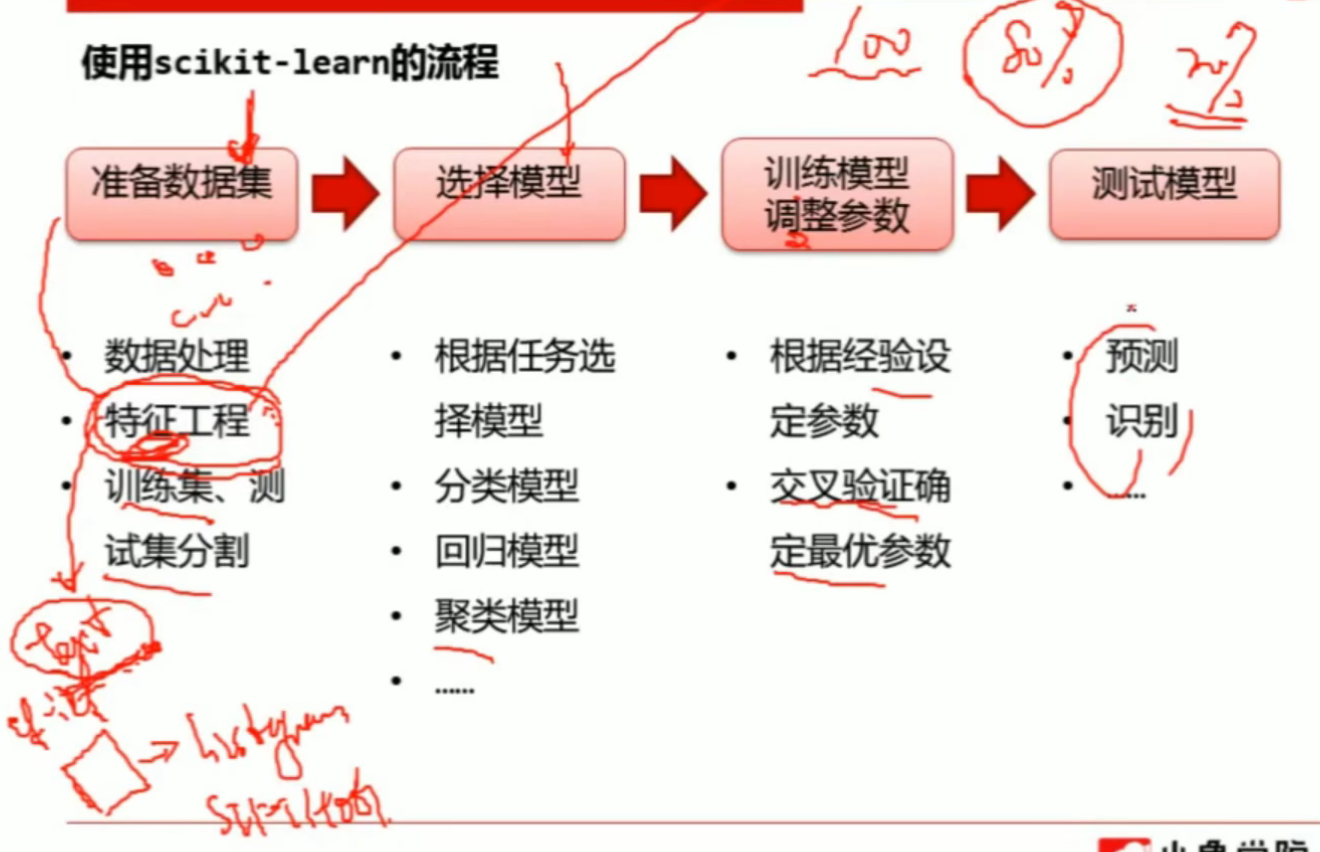 使用scikit-learn的流程
100
80%
20%
准备数据集
选择模型
训练模型
调整参数
测试模型
• 数据处理
• 特征工程
• 训练集、测
试集分割
• 根据任务选
择模型
• 分类模型
• 回归模型
• 聚类模型
• ……
• 根据经验设
定参数
• 交叉验证确
定最优参数
• 预测
• 识别
• ……
text
小象学院